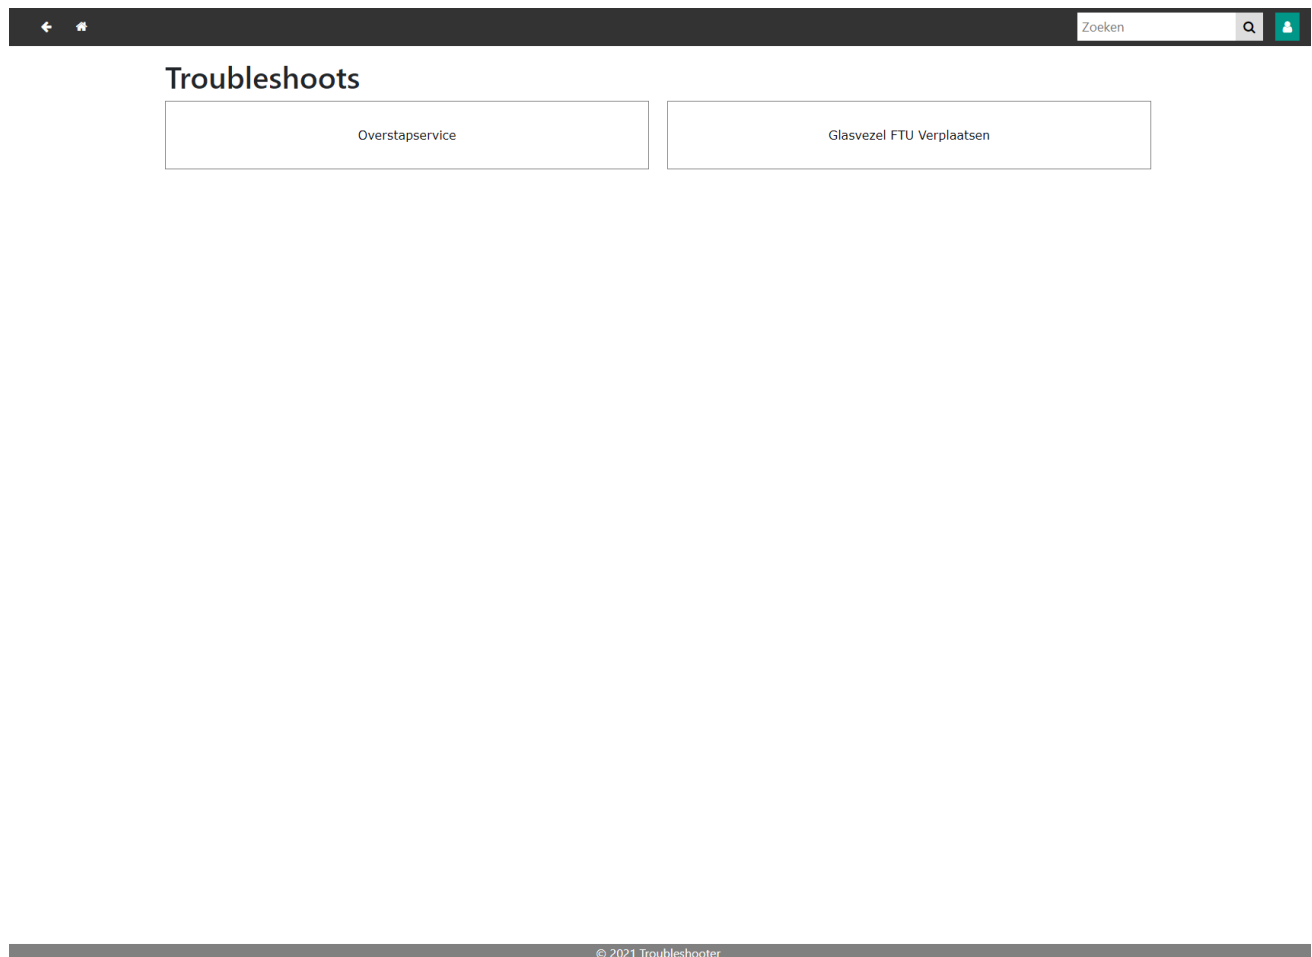 Zoeken
Troubleshoots
Overstapservice
Glasvezel FTU Verplaatsen
© 2021 Troubleshooter